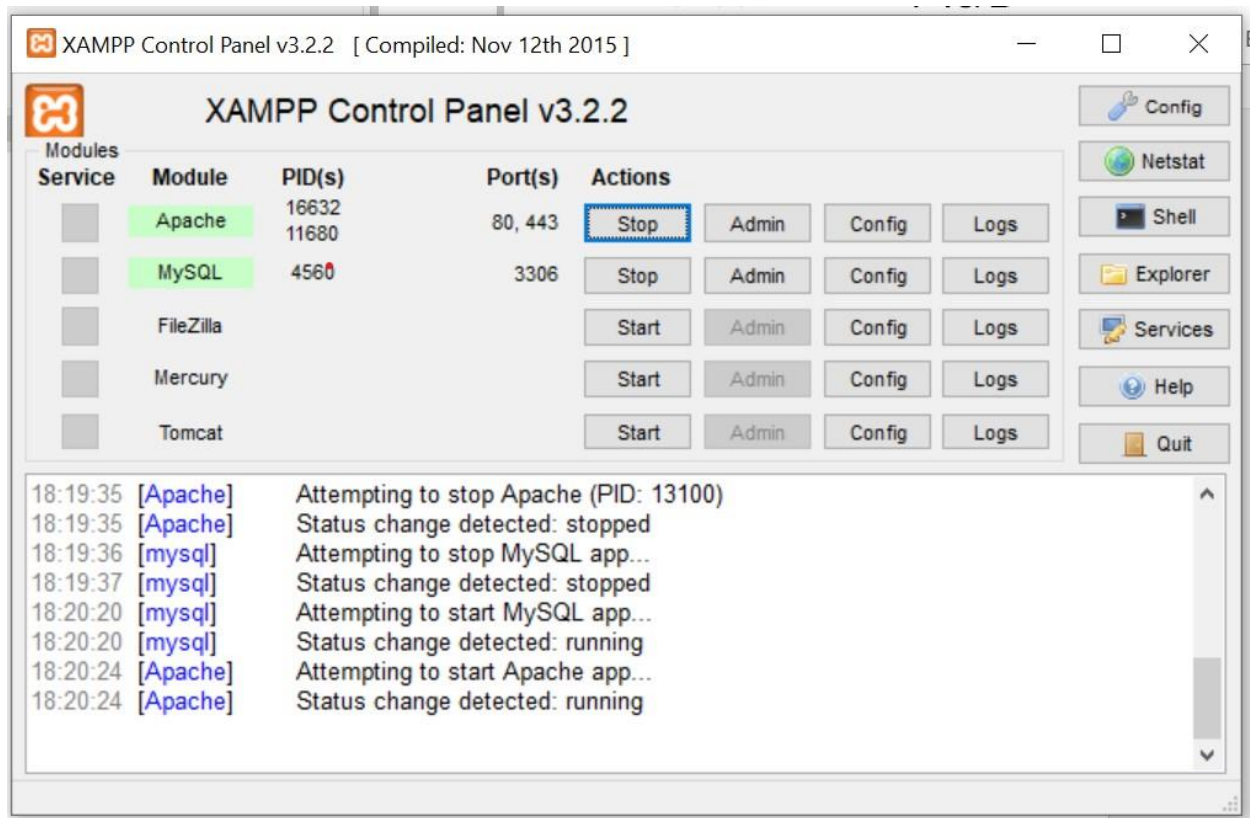 XAMPP Control Panel v3.2.2 [ Compiled: Nov 12th 2015 ]
XAMPP Control Panel v3.2.2
Config
Modules
Netstat
Service Module PID(s) Port(s) Actions
Apache 16632 11680 80, 443 Stop Admin Config Logs
Shell
MySQL 4560 3306 Stop Admin Config Logs
Explorer
FileZilla Start Admin Config Logs
Services
Mercury Start Admin Config Logs
Help
Tomcat Start Admin Config Logs
Quit
18:19:35 [Apache] Attempting to stop Apache (PID: 13100)
18:19:35 [Apache] Status change detected: stopped
18:19:36 [mysql] Attempting to stop MySQL app...
18:19:37 [mysql] Status change detected: stopped
18:20:20 [mysql] Attempting to start MySQL app...
18:20:20 [mysql] Status change detected: running
18:20:24 [Apache] Attempting to start Apache app...
18:20:24 [Apache] Status change detected: running